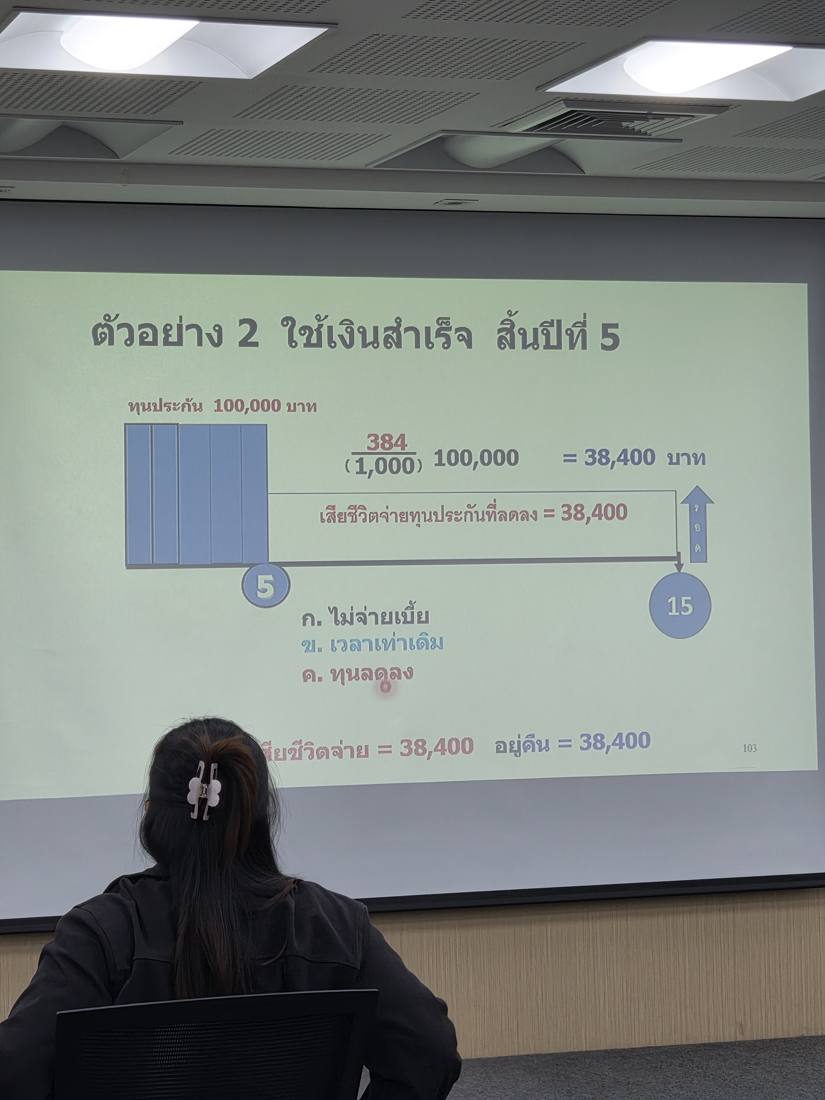 ตัวอย่าง 2 ใช้เงินสำเร็จ สิ้นปีที่ 5
ทุนประกัน 100,000 บาท
384
(1,000) 100,000 = 38,400 บาท
เสียชีวิตจ่ายทุนประกันที่ลดลง = 38,400
รอด
5
15
ก. ไม่จ่ายเบี้ย
ข. เวลาเท่าเดิม
ค. ทุนลดลง
สียชีวิตจ่าย = 38,400 อยู่คืน = 38,400
103